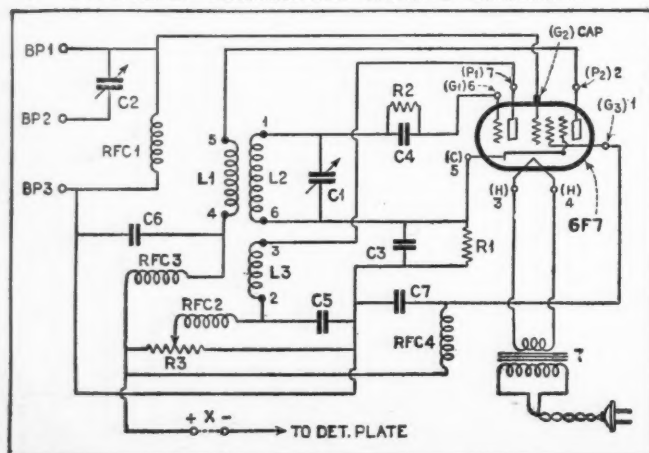 (G2) CAP
BP1
(P1) 7
(P2) 2
(G1) 6
C2
R2
(G3) 1
BP2
1
5
RFC1
C4
(C)
5
L1
L2
C1
BP3
(H)
3
(H)
4
4
6
6F7
C6
3
C3
R1
RFC3
L3
2
C7
RFC2
C5
RFC4
T
R3
+ X -
TO DET. PLATE